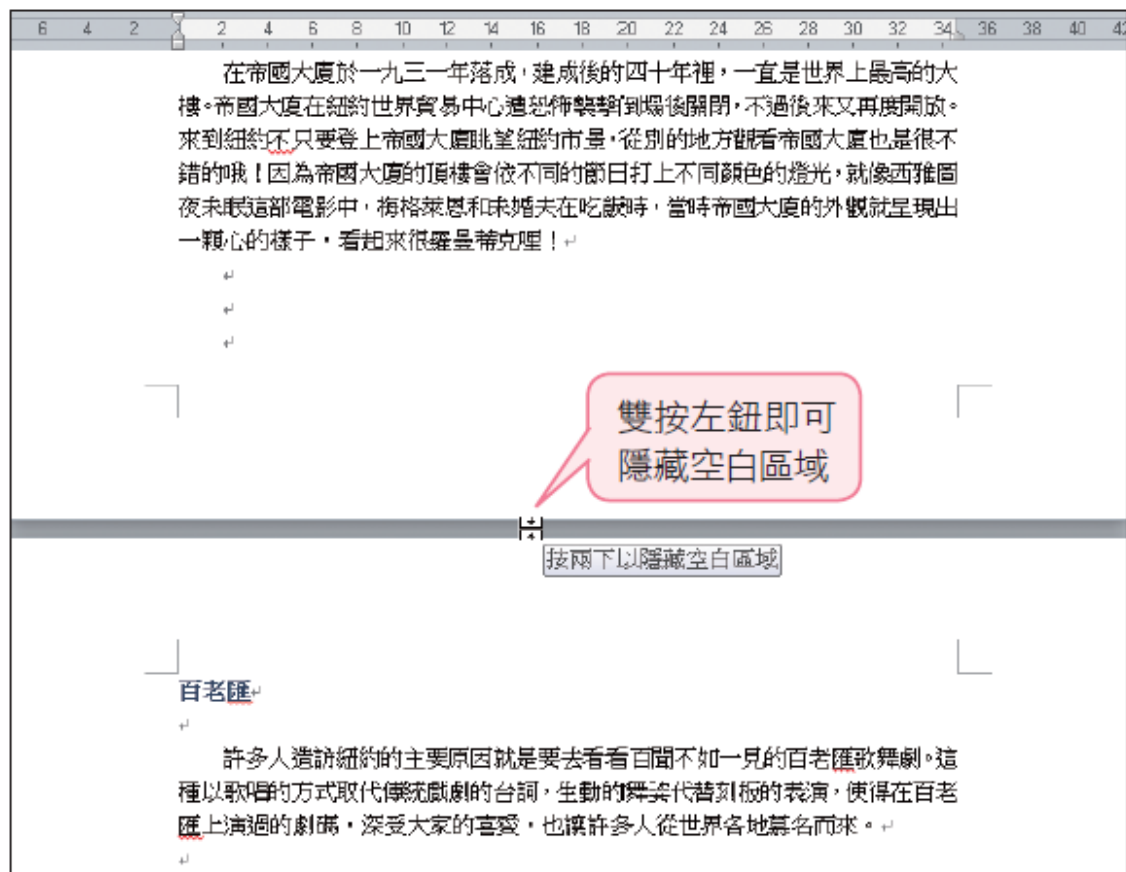 6 4 2 2 4 6 8 10 12 14 16 18 20 22 24 26 28 30 32 34 36 38 40 42
在帝國大廈於一九三一年落成，建成後的四十年裡，一直是世界上最高的大
樓。帝國大廈在紐約世界貿易中心遭恐怖襲擊倒塌後關閉，不過後來又再度開放。
來到紐約不只要登上帝國大廈眺望紐約市景，從別的地方觀看帝國大廈也是很不
錯的哦！因為帝國大廈的頂樓會依不同的節日打上不同顏色的燈光，就像西雅圖
夜未眠這部電影中，梅格萊恩和未婚夫在吃飯時，當時帝國大廈的外觀就呈現出
一顆心的樣子，看起來很羅曼蒂克哩！
雙按左鈕即可
隱藏空白區域
按兩下以隱藏空白區域
百老匯
許多人造訪紐約的主要原因就是要去看看百聞不如一見的百老匯歌舞劇。這
種以歌唱的方式取代傳統戲劇的台詞，生動的舞姿代替刻板的表演，使得在百老
匯上演過的劇碼，深受大家的喜愛，也讓許多人從世界各地慕名而來。